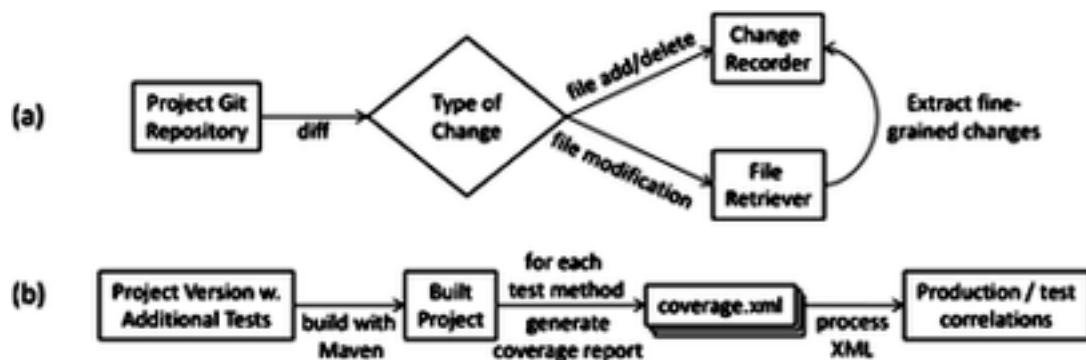 (a)
Project Git
Repository
diff
Type of
Change
file add/delete
file modification
Change
Recorder
File
Retriever
Extract fine-
grained changes
(b)
Project Version w.
Additional Tests
build with
Maven
Built
Project
for each
test method
generate
coverage report
coverage.xml
process
XML
Production / test
correlations